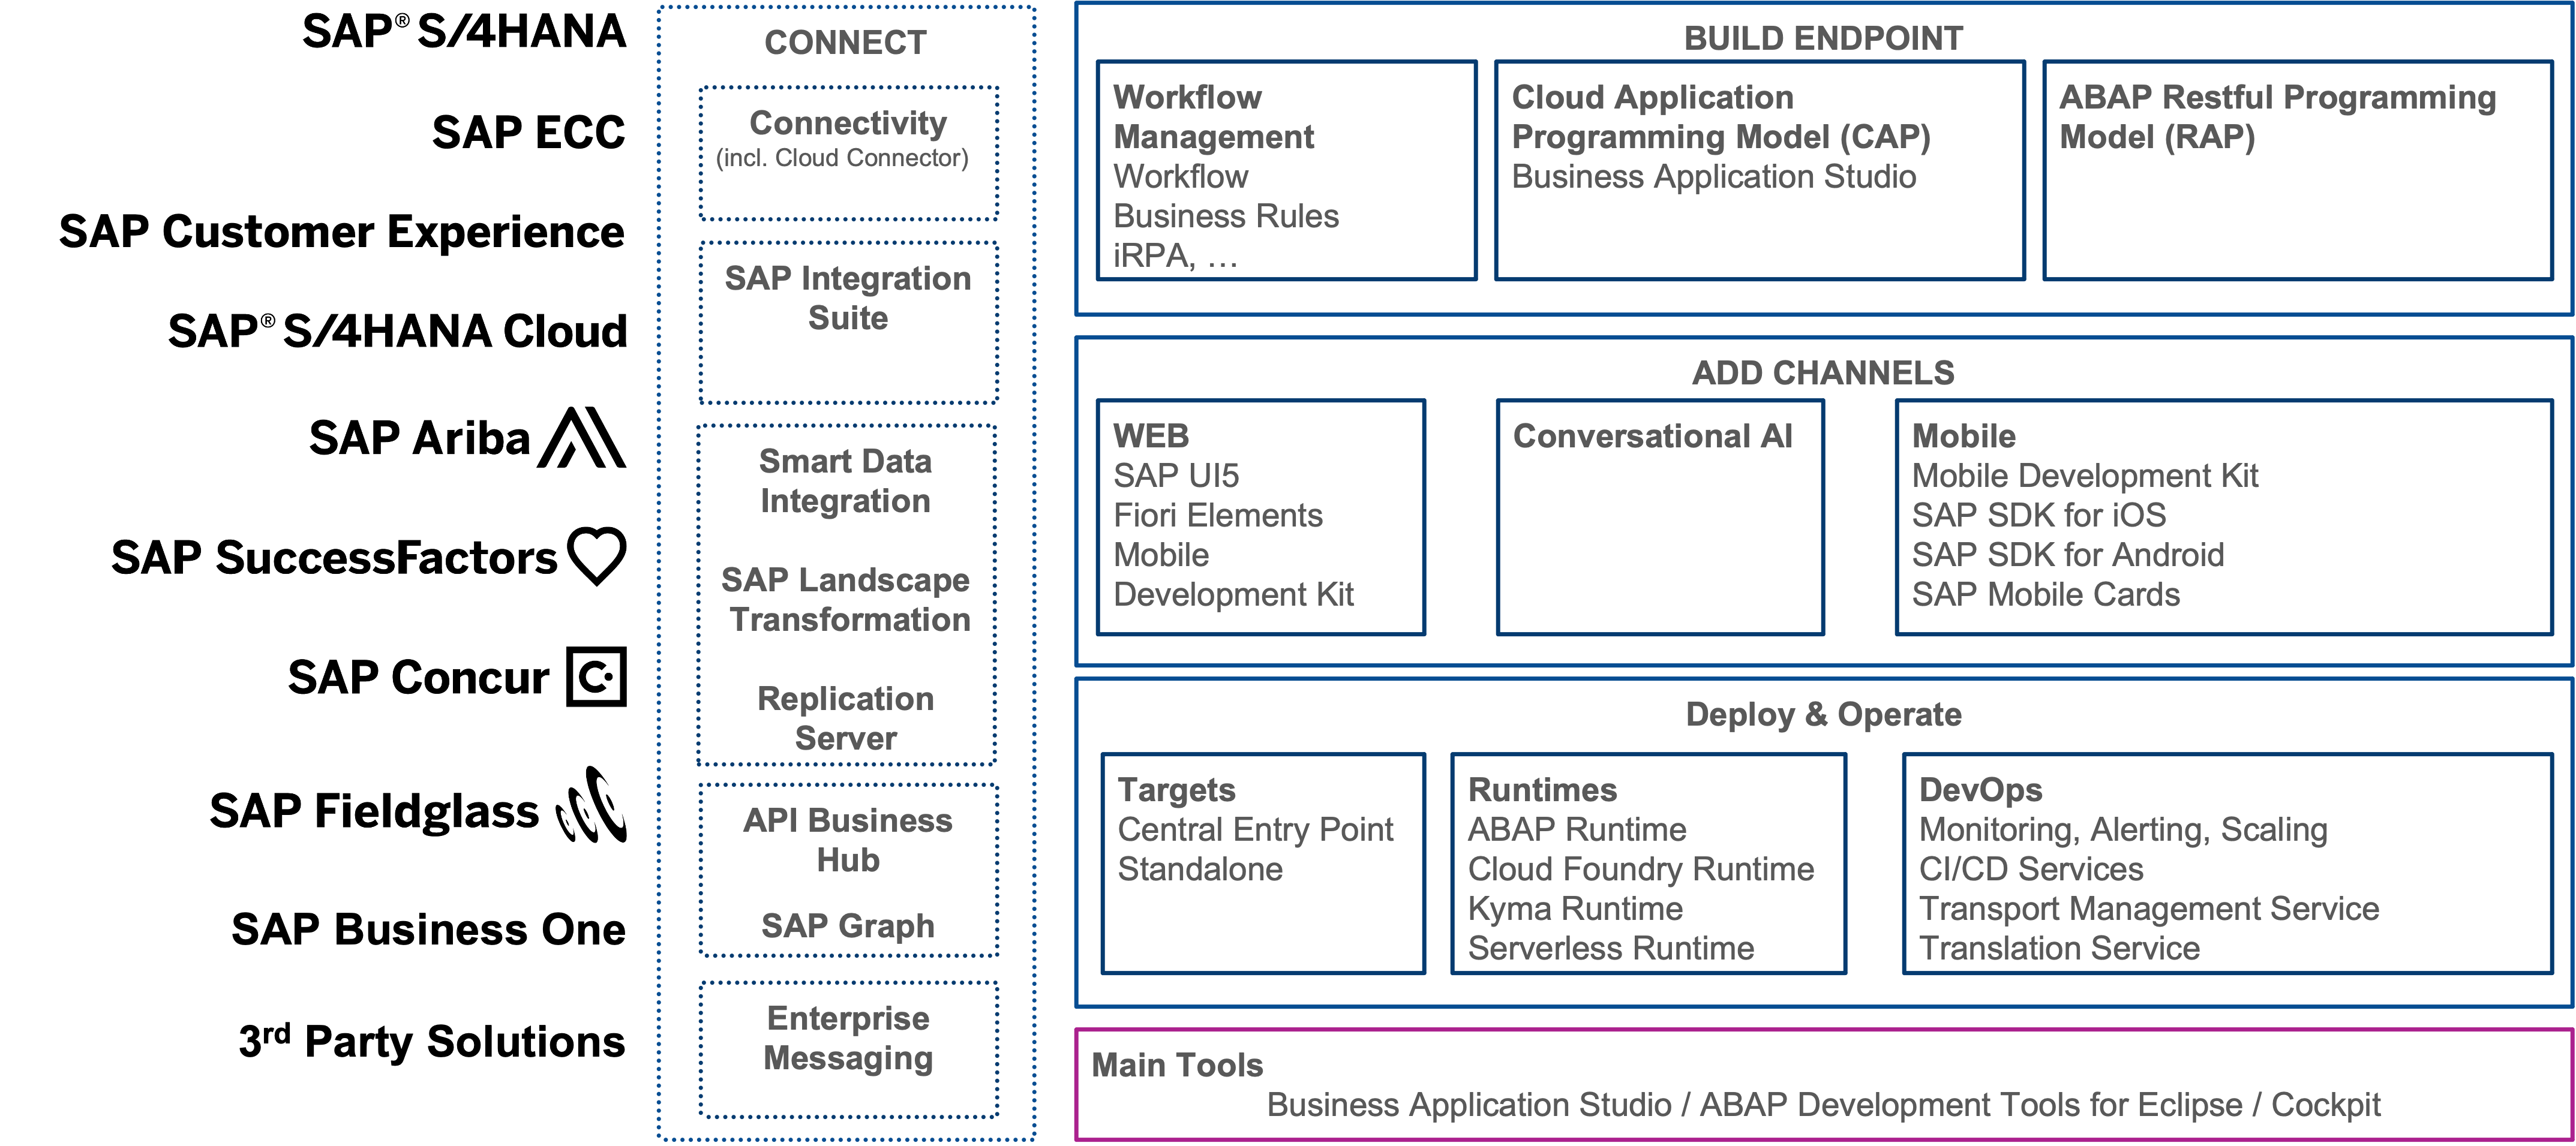 SAP® S/4HANA
SAP ECC
SAP Customer Experience
SAP® S/4HANA Cloud
SAP Ariba
SAP SuccessFactors
SAP Concur
C
SAP Fieldglass
SAP Business One
3rd Party Solutions
CONNECT
Connectivity
(incl. Cloud Connector)
SAP Integration
Suite
Smart Data
Integration
SAP Landscape
Transformation
Replication
Server
API Business
Hub
SAP Graph
Enterprise
Messaging
BUILD ENDPOINT
Workflow
Management
Workflow
Business Rules
iRPA, …
Cloud Application
Programming Model (CAP)
Business Application Studio
ABAP Restful Programming
Model (RAP)
ADD CHANNELS
WEB
SAP UI5
Fiori Elements
Mobile
Development Kit
Conversational AI
Mobile
Mobile Development Kit
SAP SDK for iOS
SAP SDK for Android
SAP Mobile Cards
Deploy & Operate
Targets
Central Entry Point
Standalone
Runtimes
ABAP Runtime
Cloud Foundry Runtime
Kyma Runtime
Serverless Runtime
DevOps
Monitoring, Alerting, Scaling
CI/CD Services
Transport Management Service
Translation Service
Main Tools
Business Application Studio / ABAP Development Tools for Eclipse / Cockpit